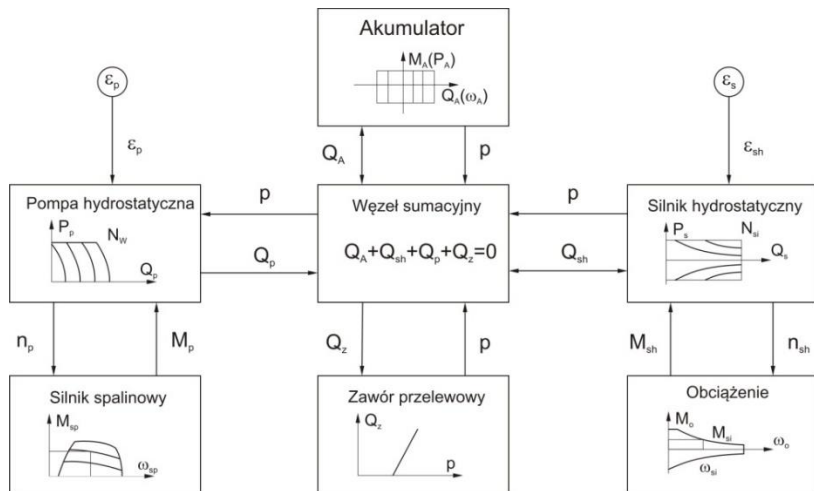 Akumulator
M_A(P_A)
Q_A(ω_A)
ε_p
ε_s
ε_p
Q_A
p
ε_sh
Pompa hydrostatyczna
P_p
N_w
Q_p
p
Q_p
Węzeł sumacyjny
Q_A+Q_sh+Q_p+Q_z=0
p
Q_sh
Silnik hydrostatyczny
P_s
N_si
Q_s
n_p
M_p
Q_z
p
M_sh
n_sh
Silnik spalinowy
M_sp
ω_sp
Zawór przelewowy
Q_z
p
Obciążenie
M_o
M_si
ω_o
ω_si